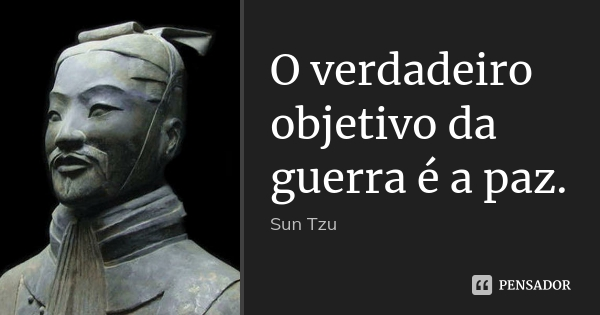 O verdadeiro
objetivo da
guerra é a paz.
Sun Tzu
PENSADOR